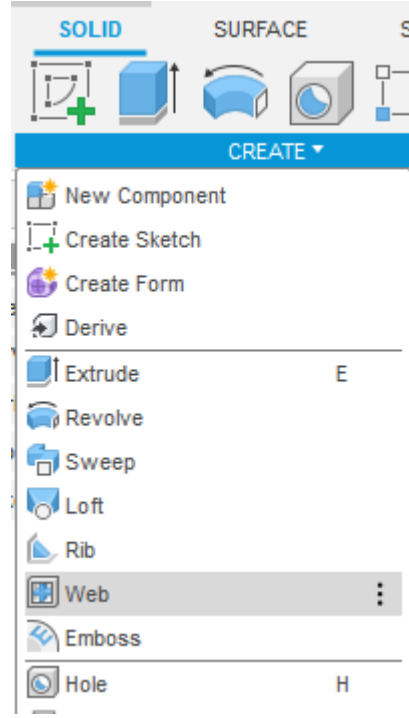 SOLID SURFACE S
CREATE ▾
New Component
Create Sketch
Create Form
Derive
Extrude E
Revolve
Sweep
Loft
Rib
Web
Emboss
Hole H